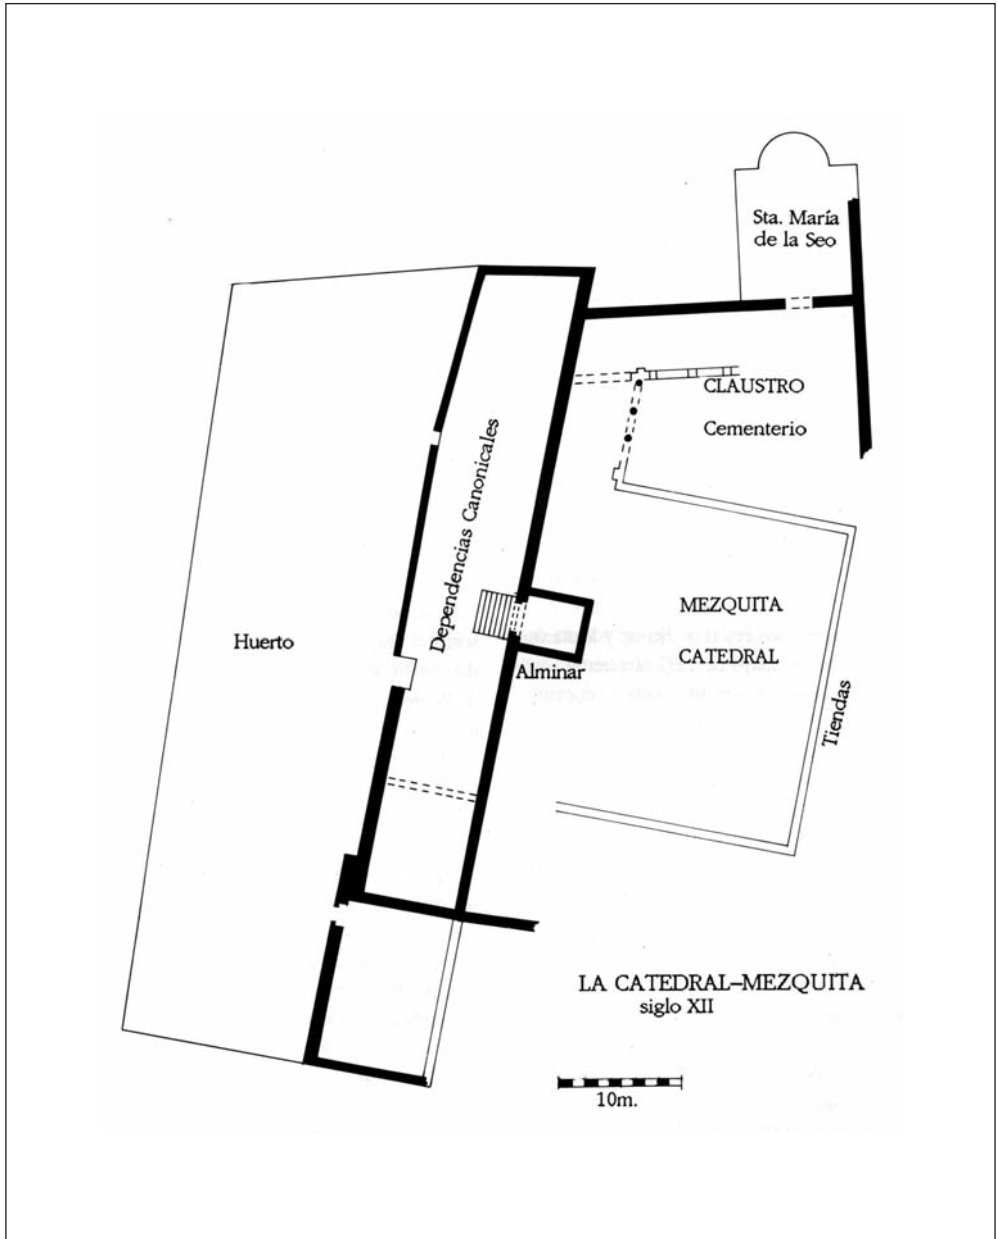 Sta. María
de la Seo
CLAUSTRO
Cementerio
Dependencias Canonicales
Huerto
MEZQUITA
CATEDRAL
Alminar
Tiendas
LA CATEDRAL-MEZQUITA
siglo XII
10m.